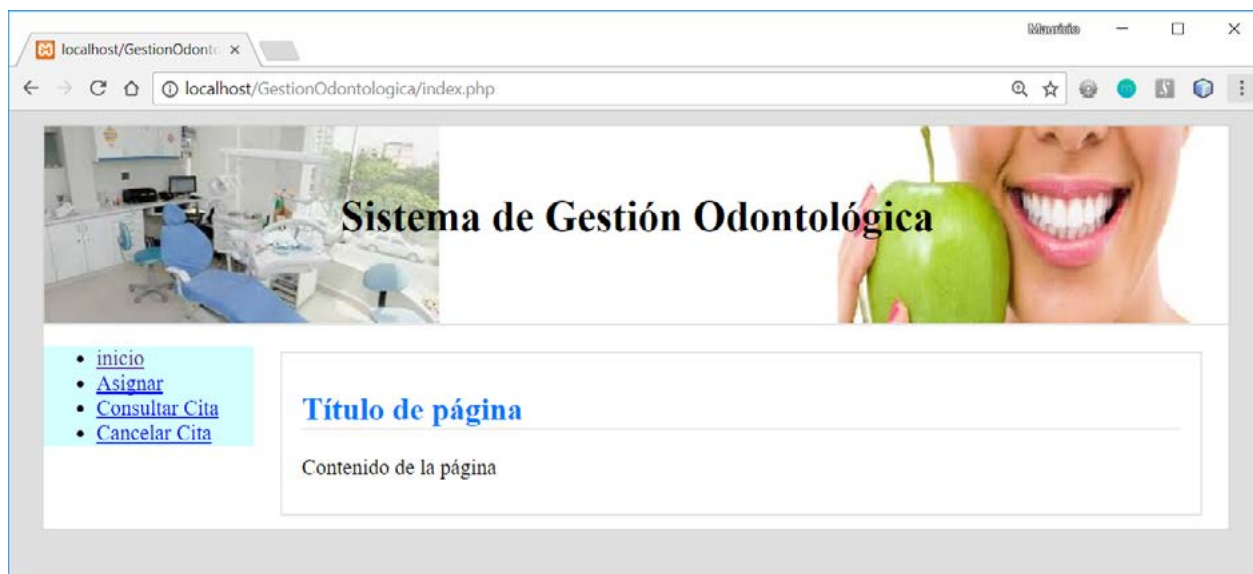 Mauricio
localhost/GestionOdonto
localhost/GestionOdontologica/index.php
Sistema de Gestión Odontológica
inicio
Asignar
Consultar Cita
Cancelar Cita
Título de página
Contenido de la página